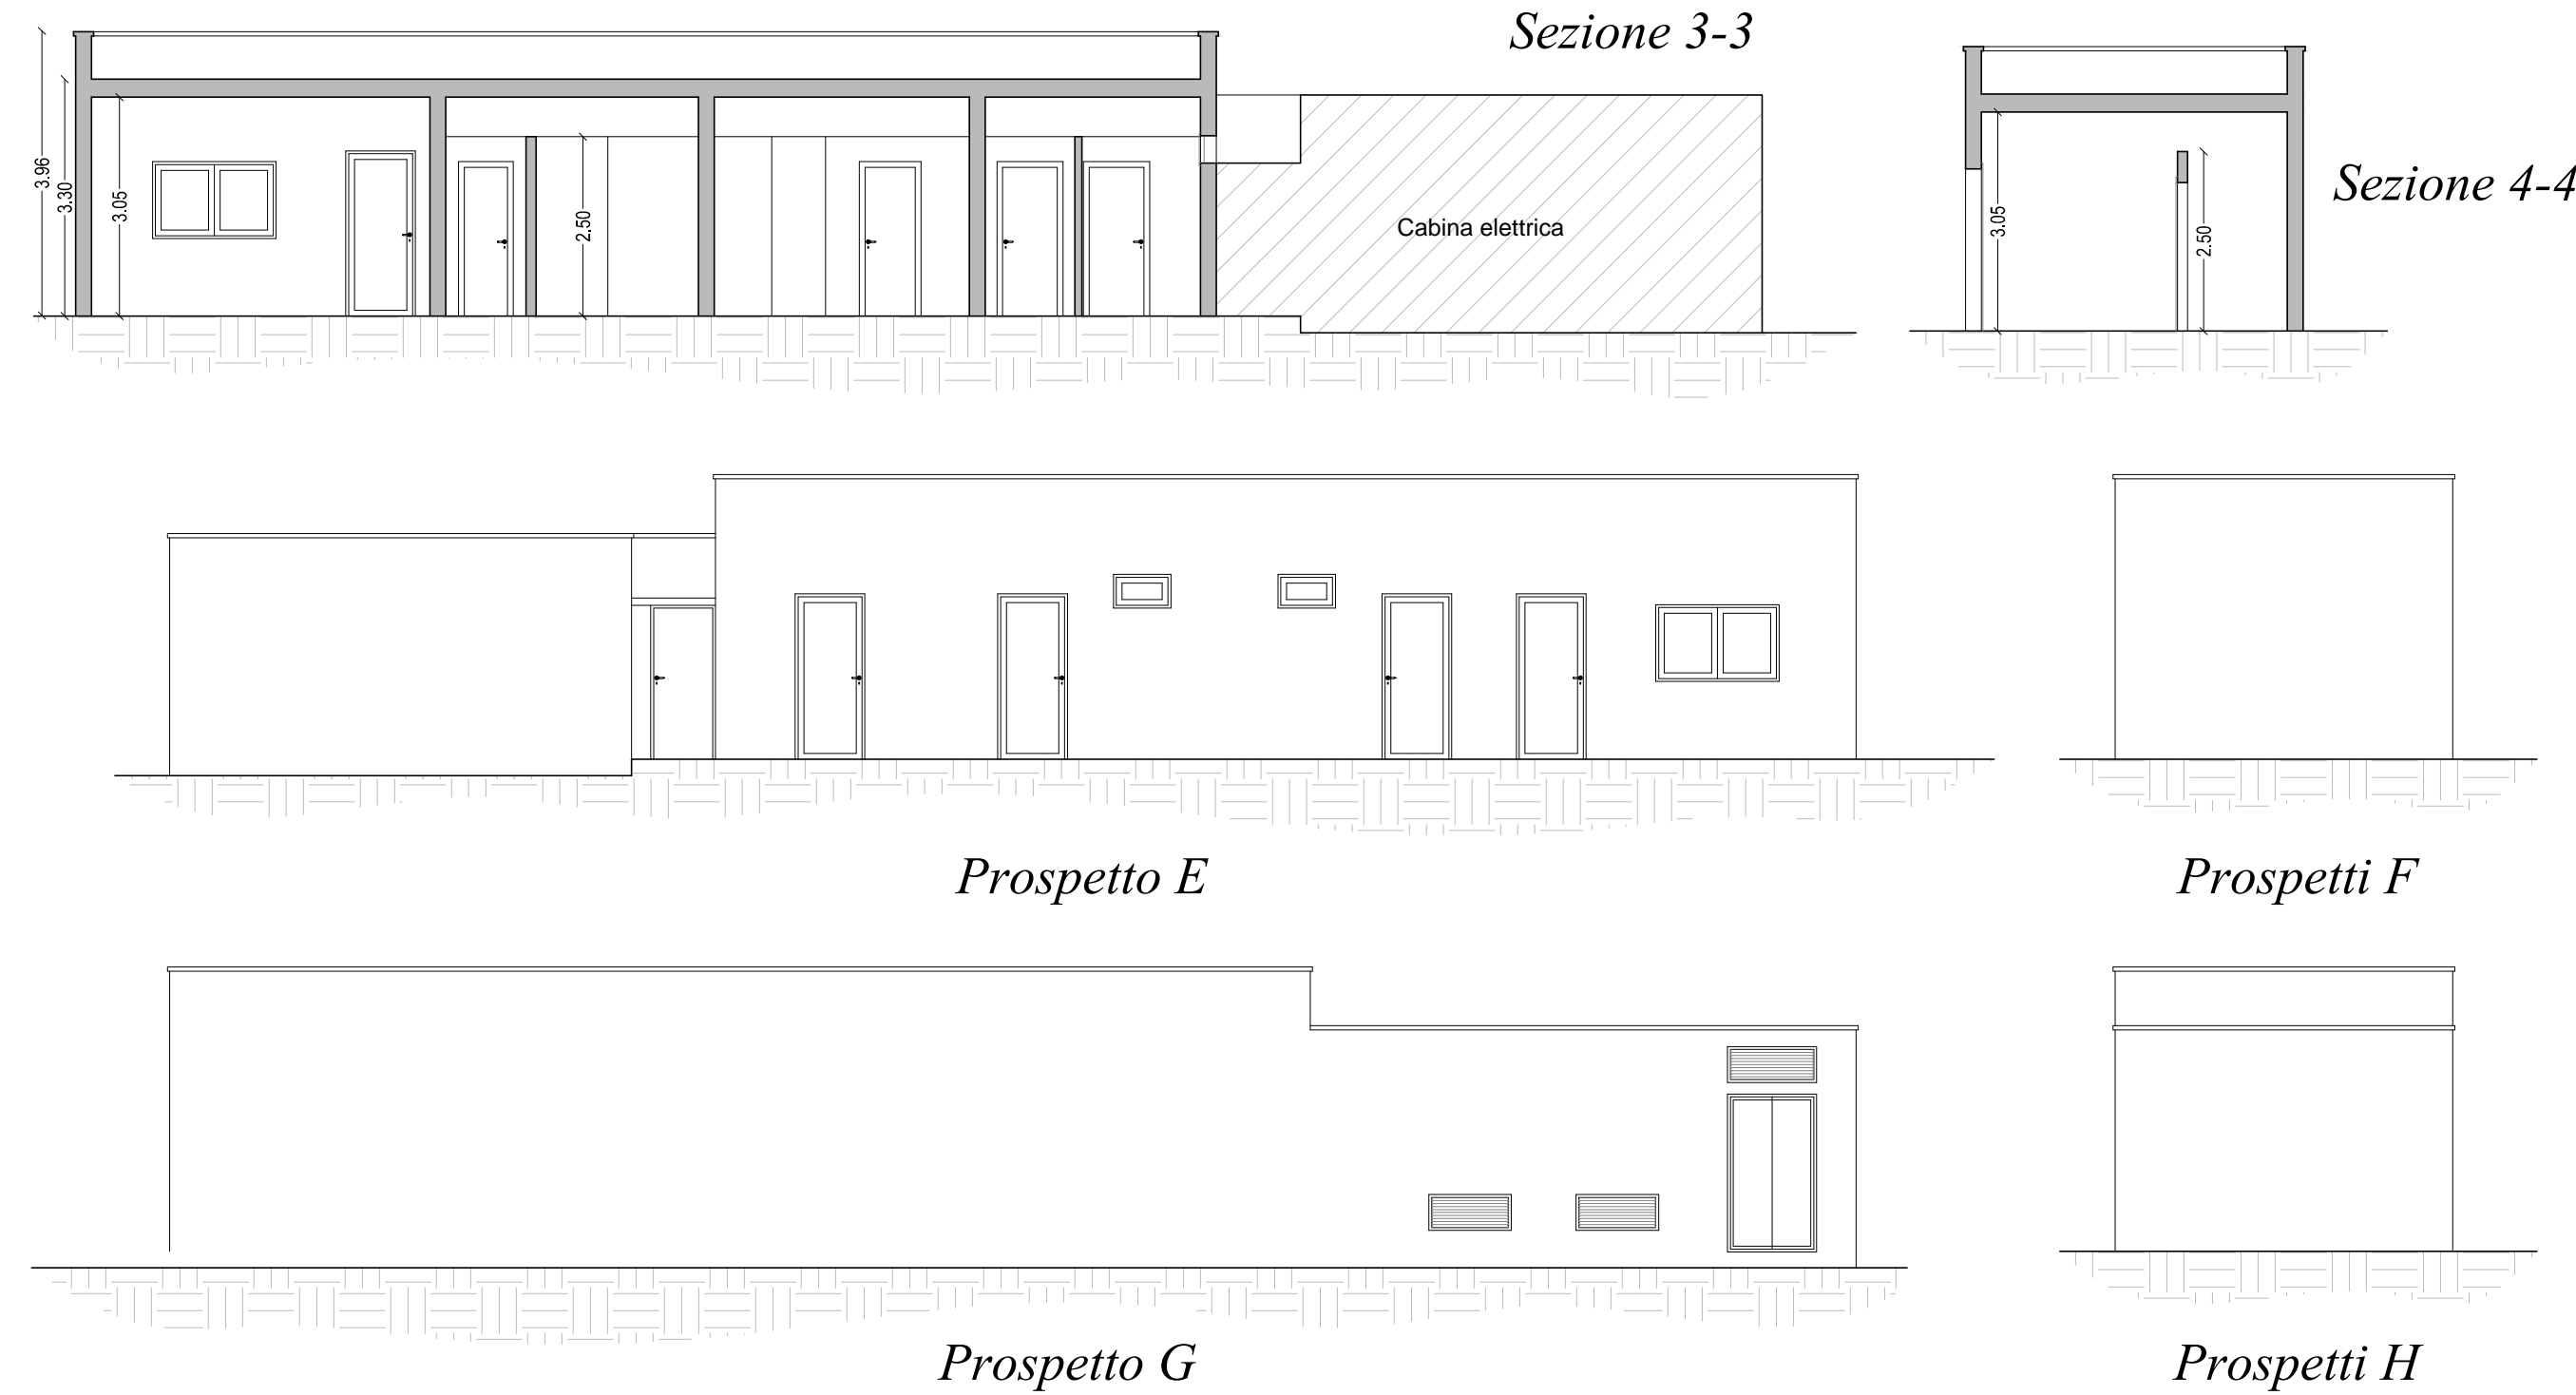 Sezione 3-3
3.96
3.30
3.05
2.50
Cabina elettrica
3.05
2.50
Sezione 4-4
Prospetto E
Prospetti F
Prospetto G
Prospetti H